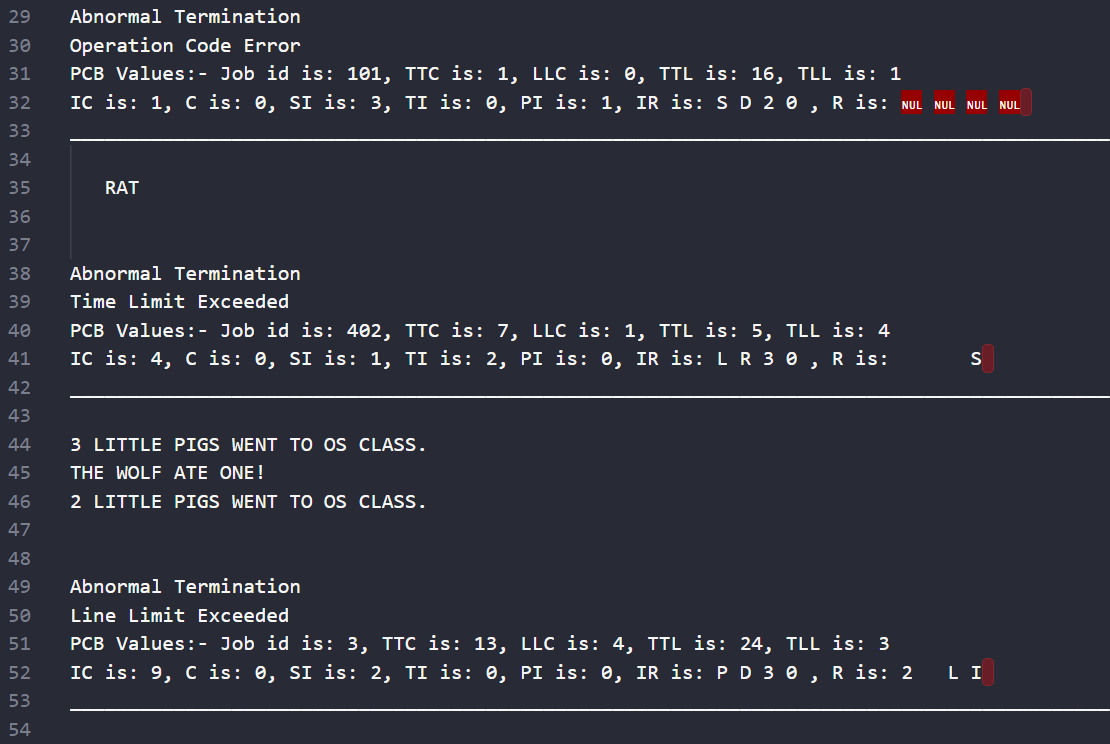 29 Abnormal Termination
30 Operation Code Error
31 PCB Values:- Job id is: 101, TTC is: 1, LLC is: 0, TTL is: 16, TLL is: 1
32 IC is: 1, C is: 0, SI is: 3, TI is: 0, PI is: 1, IR is: S D 2 0 , R is: NUL NUL NUL NUL
33 ____________________________________________________________
34
35    RAT
36
37
38 Abnormal Termination
39 Time Limit Exceeded
40 PCB Values:- Job id is: 402, TTC is: 7, LLC is: 1, TTL is: 5, TLL is: 4
41 IC is: 4, C is: 0, SI is: 1, TI is: 2, PI is: 0, IR is: L R 3 0 , R is:       S
42 ____________________________________________________________
43
44 3 LITTLE PIGS WENT TO OS CLASS.
45 THE WOLF ATE ONE!
46 2 LITTLE PIGS WENT TO OS CLASS.
47
48
49 Abnormal Termination
50 Line Limit Exceeded
51 PCB Values:- Job id is: 3, TTC is: 13, LLC is: 4, TTL is: 24, TLL is: 3
52 IC is: 9, C is: 0, SI is: 2, TI is: 0, PI is: 0, IR is: P D 3 0 , R is: 2   L I
53 ____________________________________________________________
54